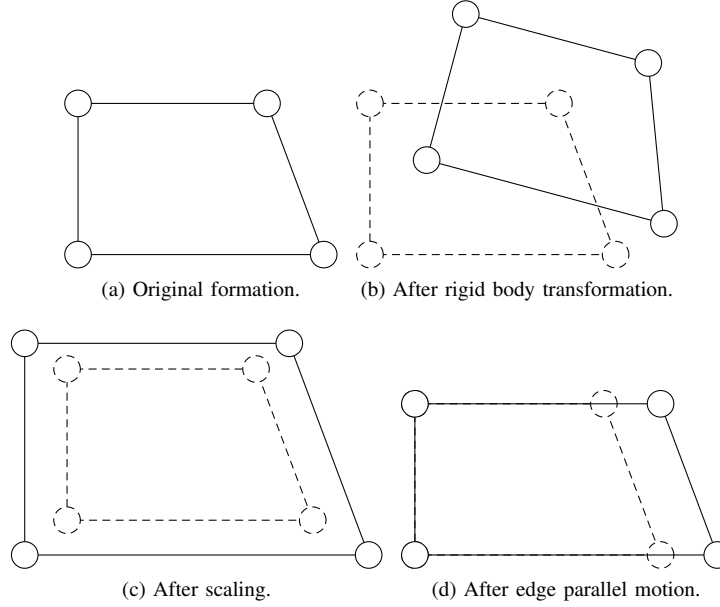 (a) Original formation.
(b) After rigid body transformation.
(c) After scaling.
(d) After edge parallel motion.